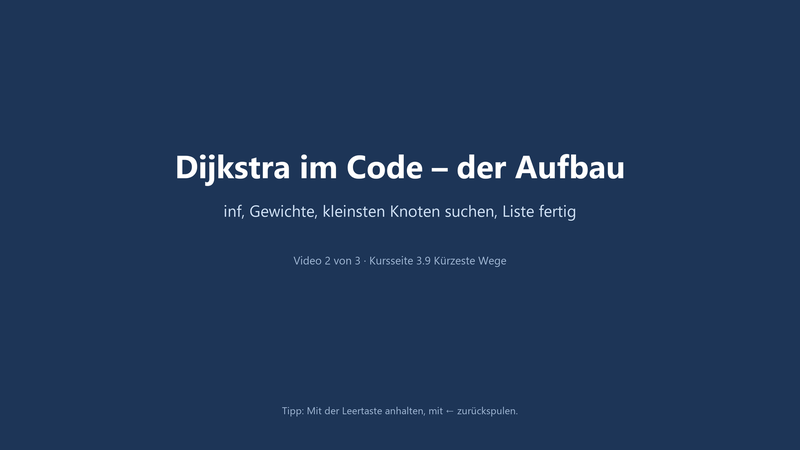 Dijkstra im Code – der Aufbau
inf, Gewichte, kleinsten Knoten suchen, Liste fertig
Video 2 von 3 · Kursseite 3.9 Kürzeste Wege
Tipp: Mit der Leertaste anhalten, mit ← zurückspulen.